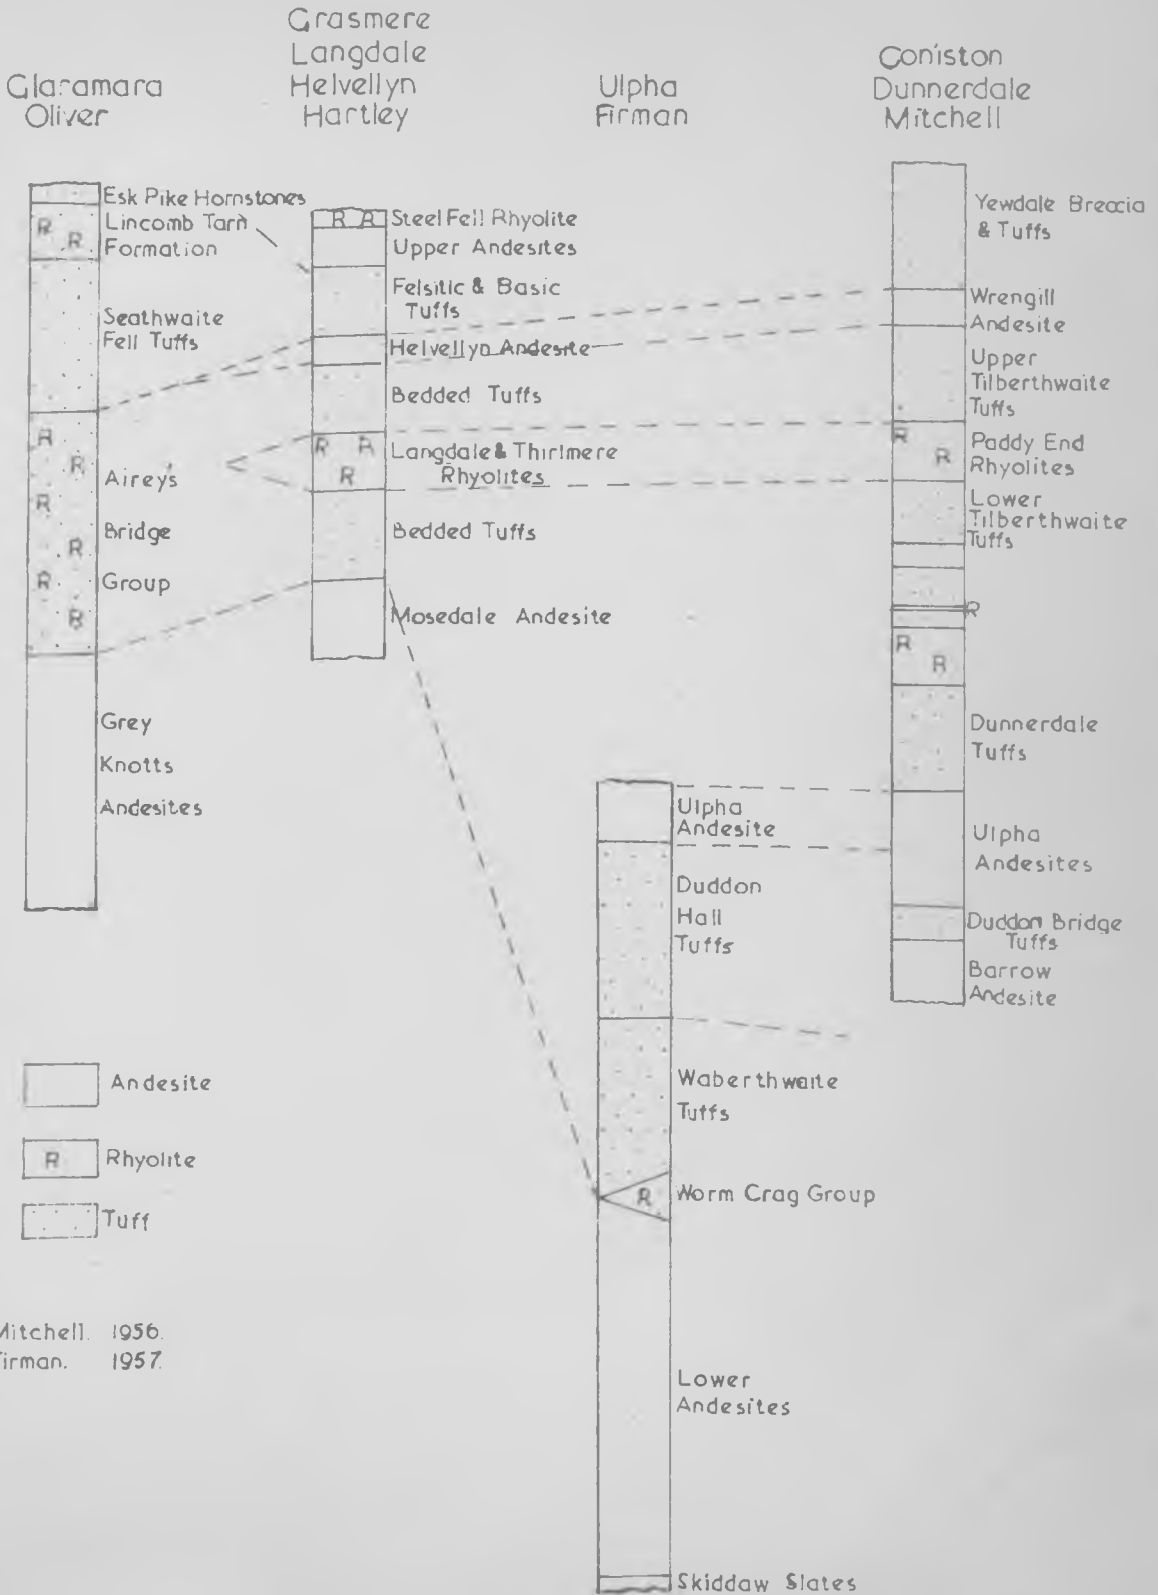 Glaramara
Oliver
Grasmere
Langdale
Helvellyn
Hartley
Ulpha
Firman
Coniston
Dunnerdale
Mitchell
Esk Pike Hornstones
R R
Lincomb Tarn
Formation
Seathwaite
Fell Tuffs
R
R
R
R
R
R
Airey's
Bridge
Group
Grey
Knotts
Andesites
R R
Steel Fell Rhyolite
Upper Andesites
Felsitic & Basic
Tuffs
Helvellyn Andesite
Bedded Tuffs
R R
R
Langdale & Thirlmere
Rhyolites
Bedded Tuffs
Mosedale Andesite
Ulpha
Andesite
Duddon
Hall
Tuffs
Waberthwaite
Tuffs
R
Worm Crag Group
Lower
Andesites
Skiddaw Slates
Yewdale Breccia
& Tuffs
Wrengill
Andesite
Upper
Tilberthwaite
Tuffs
R
R
Paddy End
Rhyolites
Lower
Tilberthwaite
Tuffs
R
R
R
Dunnerdale
Tuffs
Ulpha
Andesites
Duddon Bridge
Tuffs
Barrow
Andesite
Andesite
R
Rhyolite
Tuff
Mitchell. 1956.
Firman. 1957.